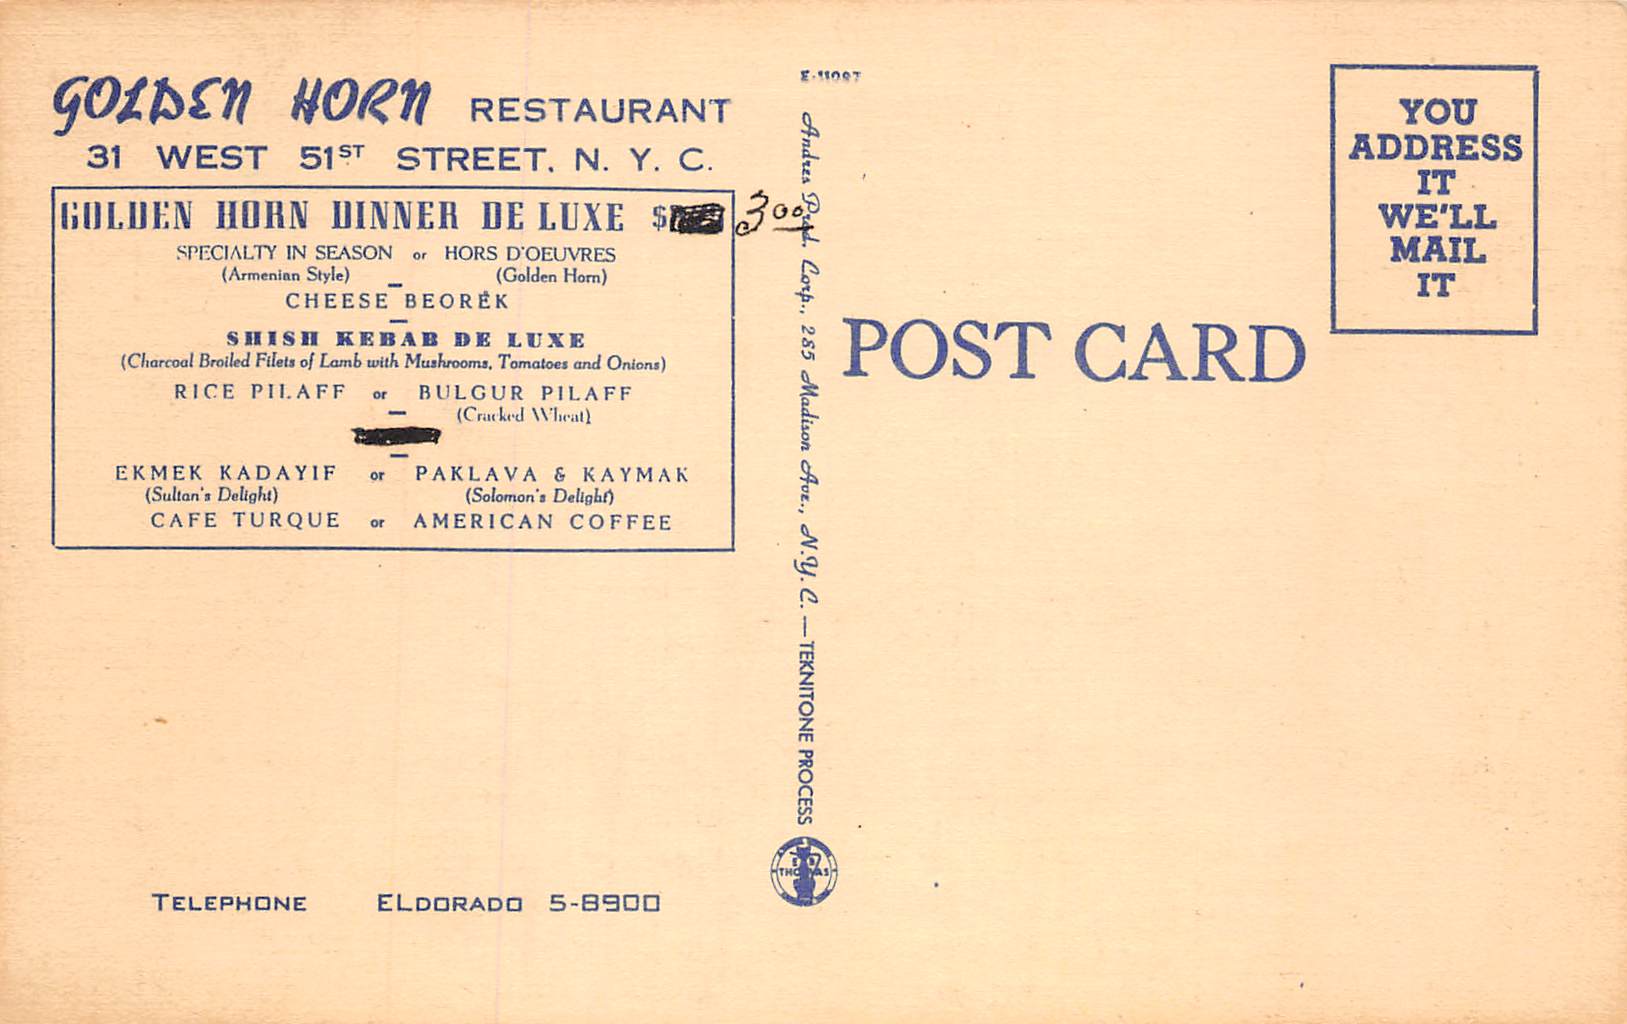 GOLDEN HORN RESTAURANT
31 WEST 51ST STREET, N. Y. C.
GOLDEN HORN DINNER DE LUXE $ 3.00
SPECIALTY IN SEASON or HORS D'OEUVRES
(Armenian Style) (Golden Horn)
CHEESE BEOREK
SHISH KEBAB DE LUXE
(Charcoal Broiled Filets of Lamb with Mushrooms, Tomatoes and Onions)
RICE PILAFF or BULGUR PILAFF
(Cracked Wheat)
EKMEK KADAYIF or PAKLAVA & KAYMAK
(Sultan's Delight) (Solomon's Delight)
CAFE TURQUE or AMERICAN COFFEE
TELEPHONE ELDORADO 5-8900
E-11097
Andres Prod. Corp., 285 Madison Ave., N.Y.C. — TEKNITONE PROCESS
THOMAS
POST CARD
YOU
ADDRESS
IT
WE'LL
MAIL
IT